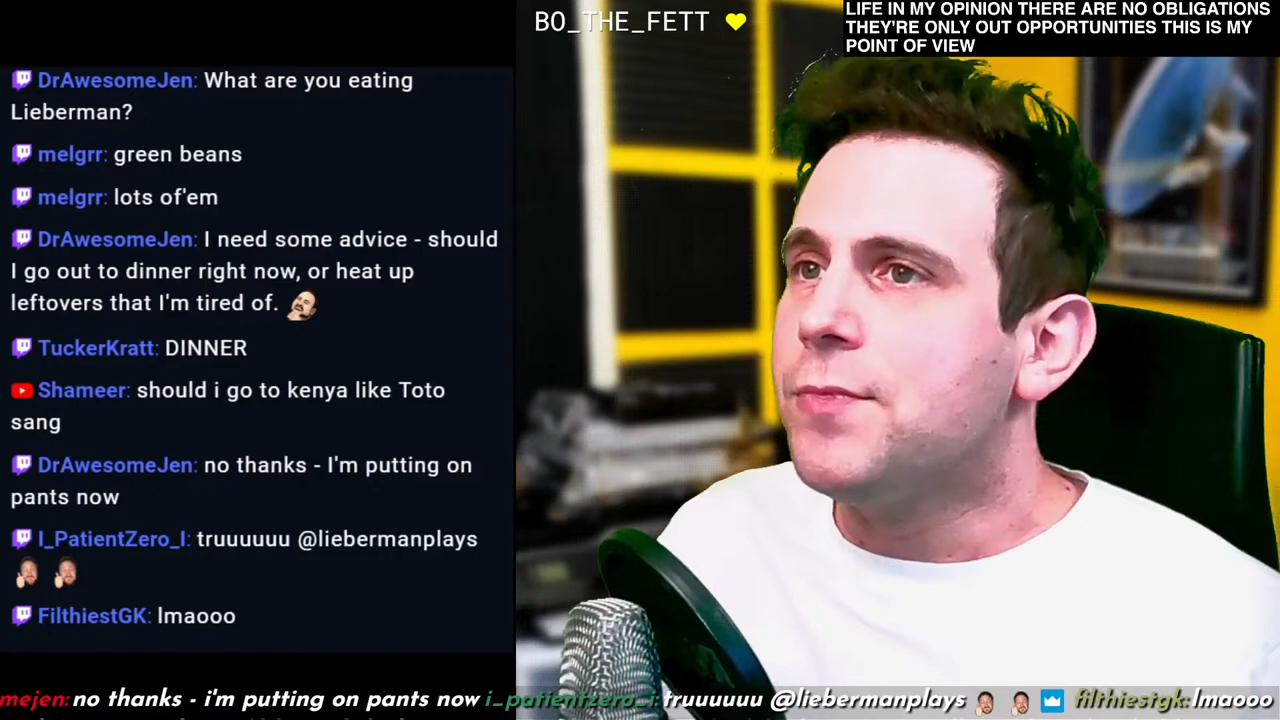 DrAwesomeJen: What are you eating
Lieberman?
melgrr: green beans
melgrr: lots of'em
DrAwesomeJen: I need some advice - should
I go out to dinner right now, or heat up
leftovers that I'm tired of.
TuckerKratt: DINNER
Shameer: should i go to kenya like Toto
sang
DrAwesomeJen: no thanks - I'm putting on
pants now
I_PatientZero_I: truuuuuu @liebermanplays
FilthiestGK: lmaooo
BO_THE_FETT
LIFE IN MY OPINION THERE ARE NO OBLIGATIONS
THEY'RE ONLY OUT OPPORTUNITIES THIS IS MY
POINT OF VIEW
mejen: no thanks - i'm putting on pants now i_patientzero_i: truuuuuu @liebermanplays filthiestgk: lmaooo